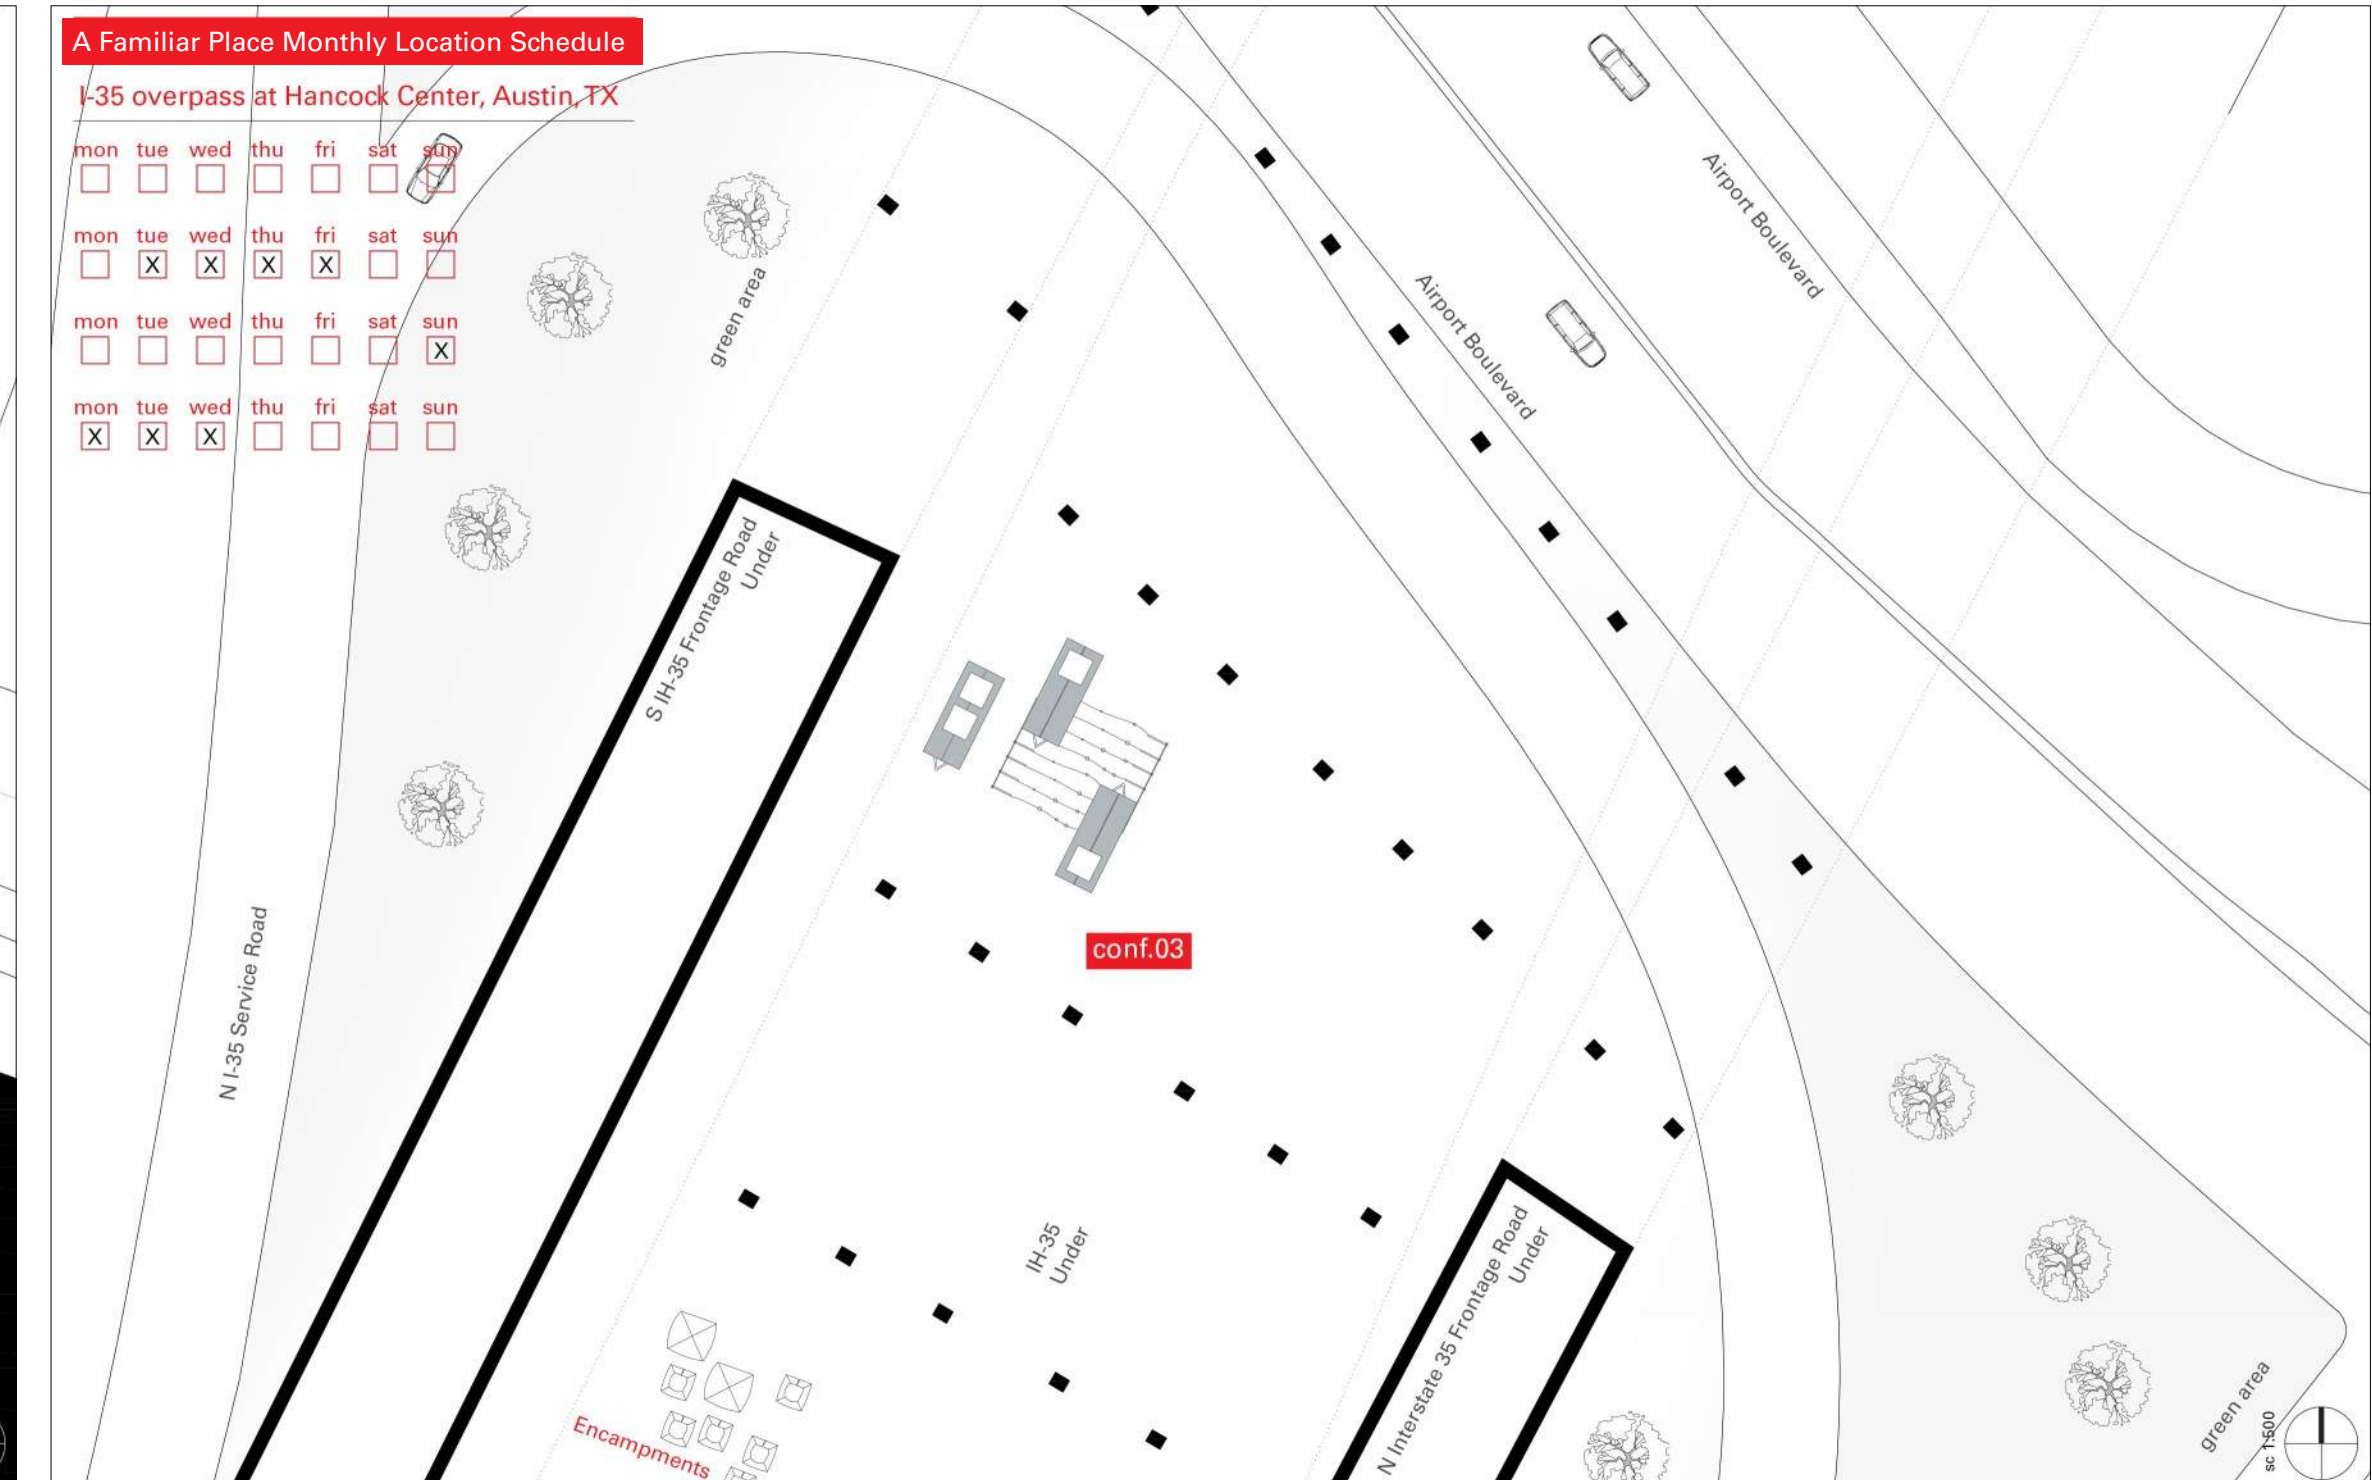 A Familiar Place Monthly Location Schedule
I-35 overpass at Hancock Center, Austin, TX
mon tue wed thu fri sat sun
mon tue wed thu fri sat sun
X X X X
mon tue wed thu fri sat sun
X
mon tue wed thu fri sat sun
X X X
green area
Airport Boulevard
Airport Boulevard
S IH-35 Frontage Road
Under
N I-35 Service Road
conf.03
IH-35
Under
N Interstate 35 Frontage Road
Under
Encampments
green area
sc 1:500